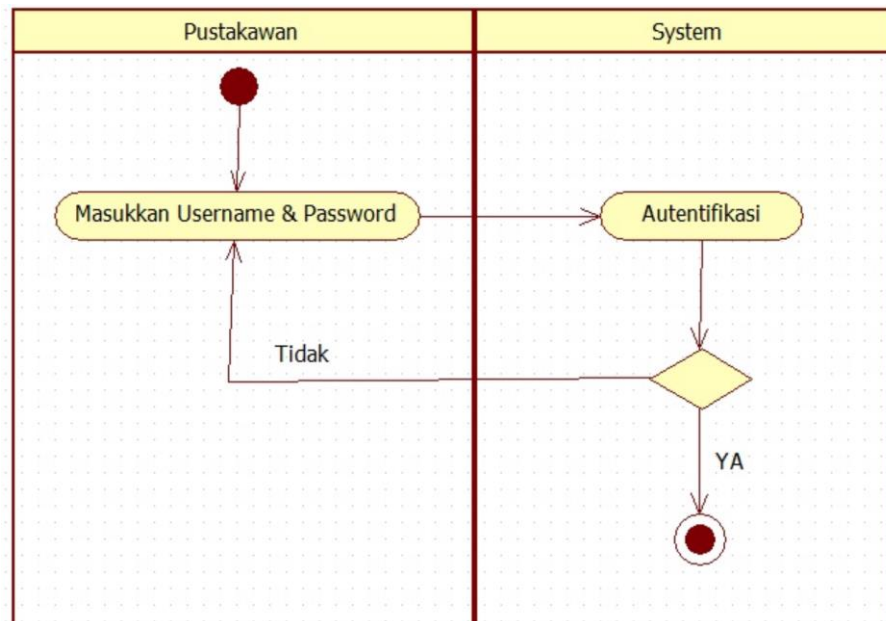 Pustakawan
System
Masukkan Username & Password
Autentifikasi
Tidak
YA